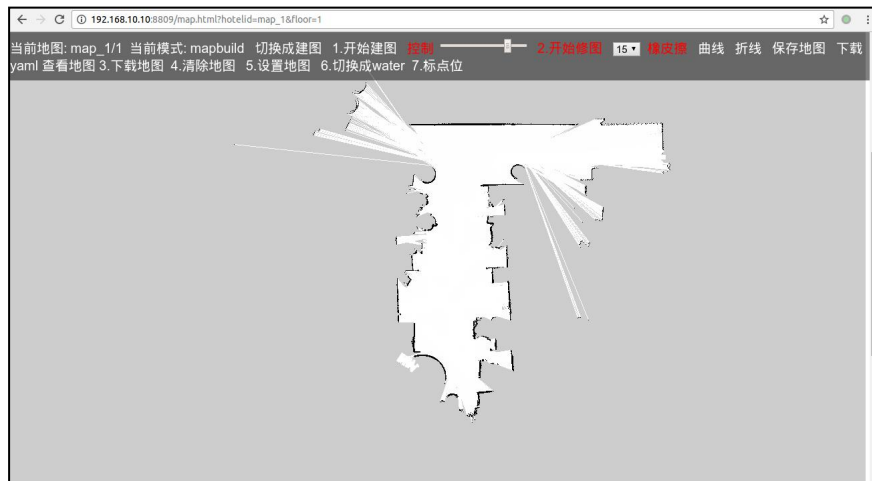 192.168.10.10:8809/map.html?hotelid=map_1&floor=1
当前地图: map_1/1 当前模式: mapbuild 切换成建图 1.开始建图 控制 2.开始修图 15 橡皮擦 曲线 折线 保存地图 下载
yaml 查看地图 3.下载地图 4.清除地图 5.设置地图 6.切换成water 7.标点位